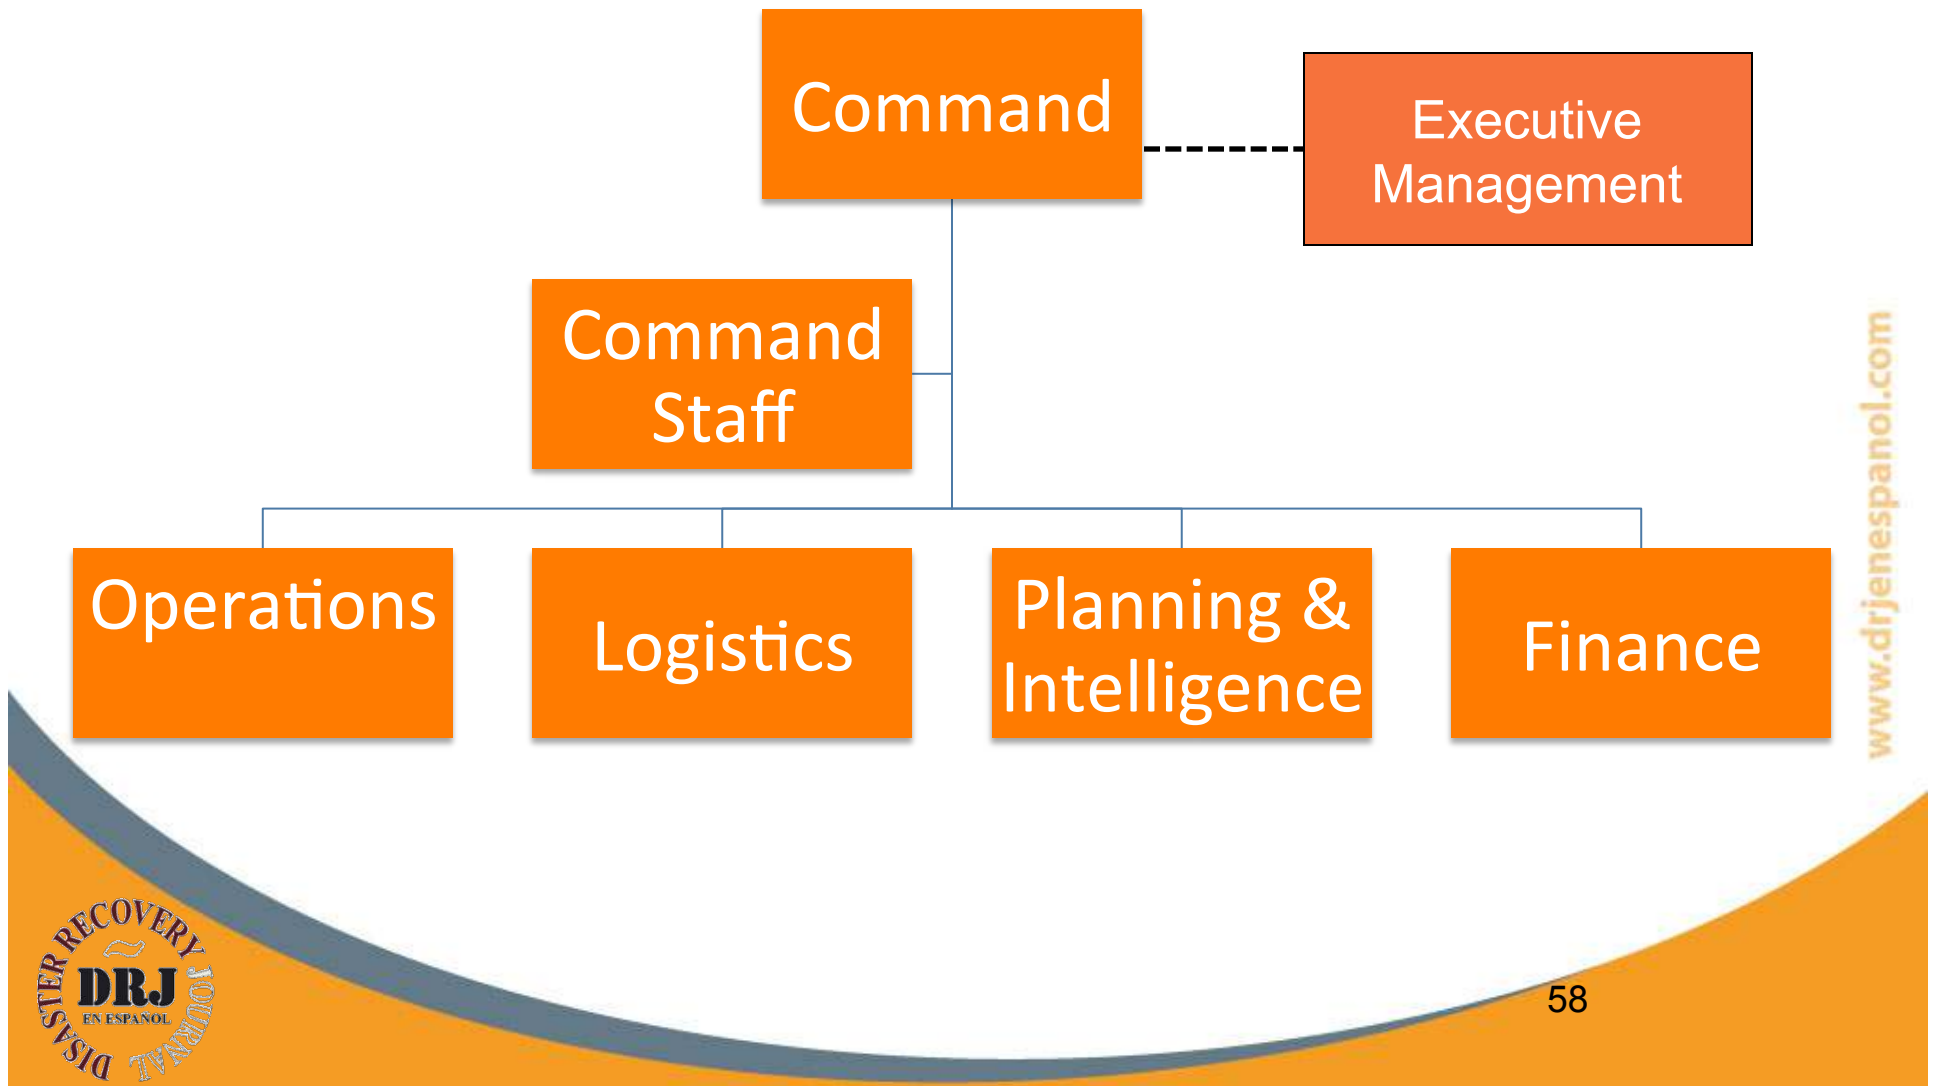 Command
Executive
Management
Command
Staff
Operations
Logistics
Planning &
Intelligence
Finance
www.drjenespanol.com
DISASTER RECOVERY JOURNAL
DRJ
EN ESPAÑOL
58